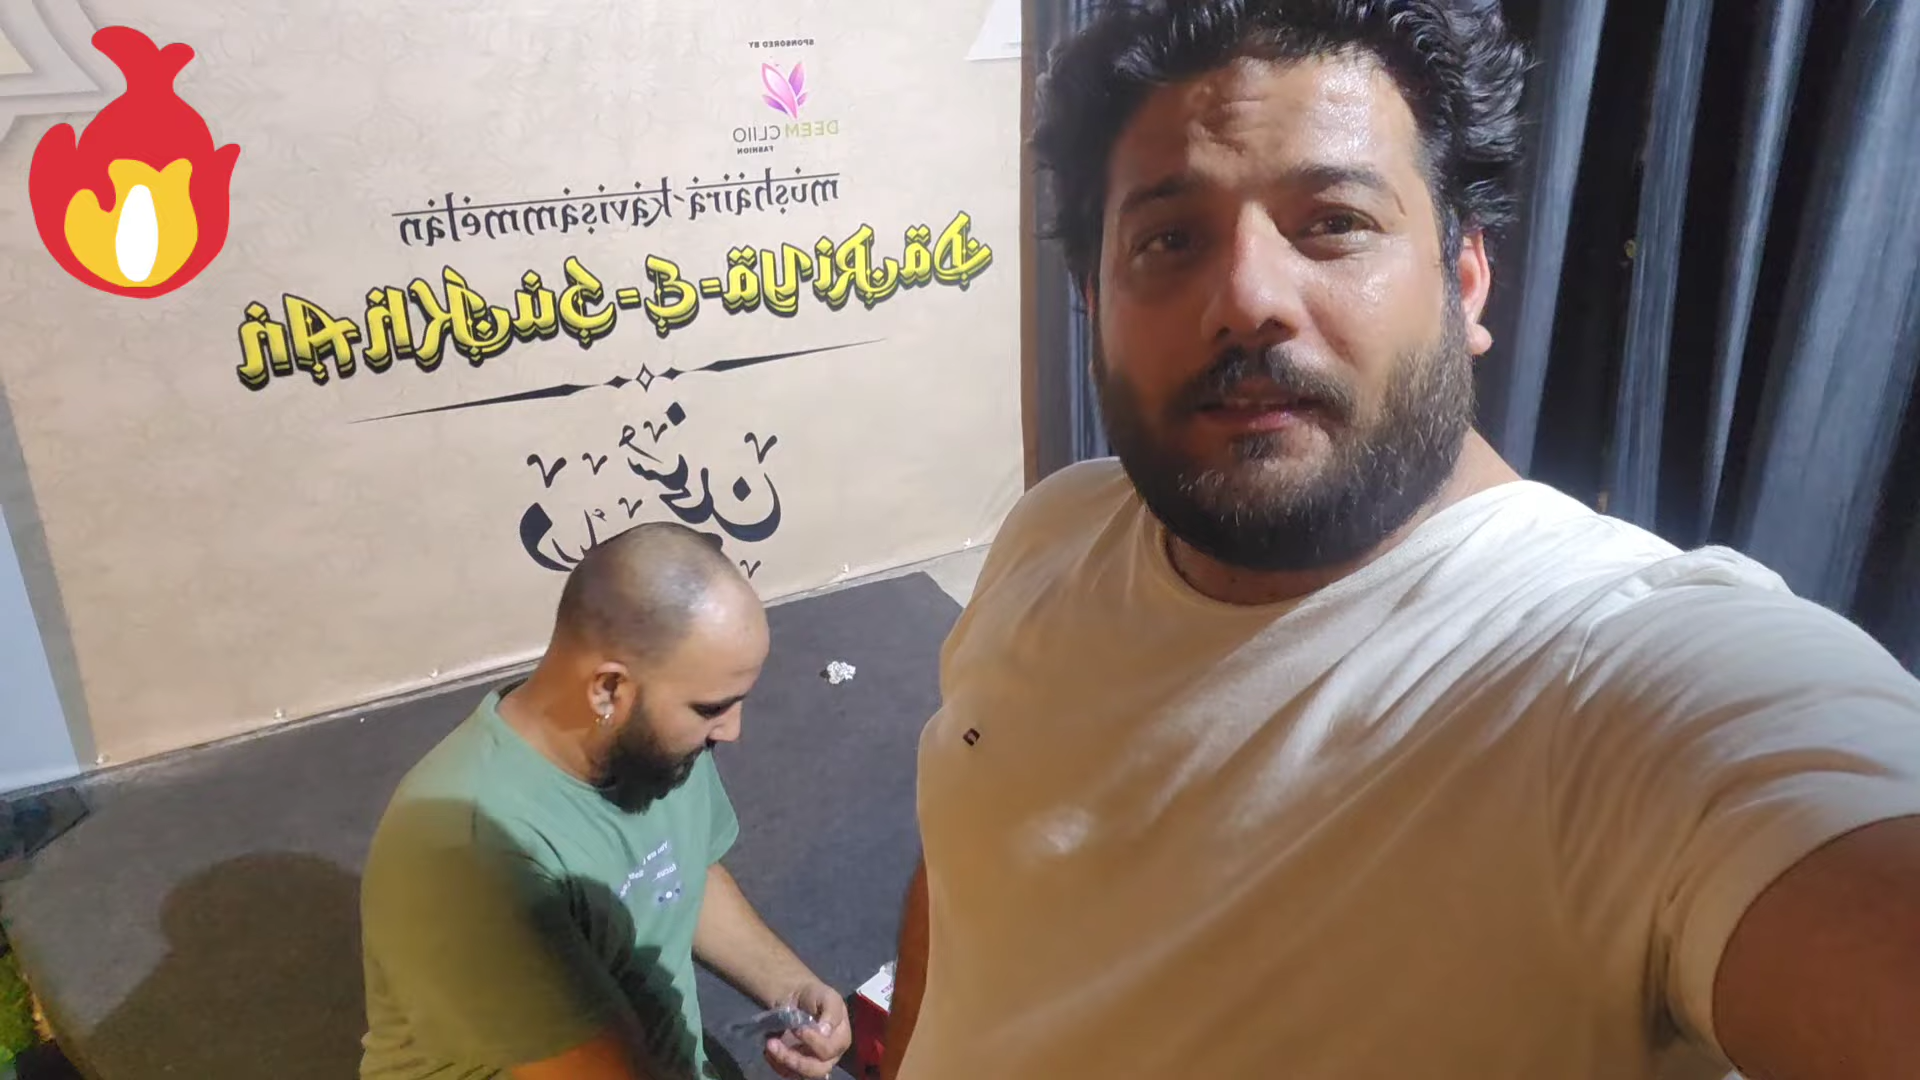 SPONSORED BY
DEEM CLIIO
FASHION
mushaira-kavisammelan
DaRiya-E-SuKhAn